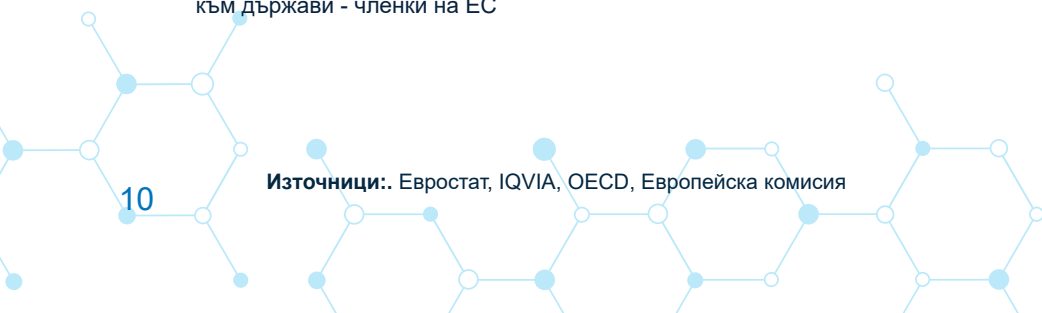 към държави - членки на ЕС
Източници:. Евростат, IQVIA, OECD, Европейска комисия
10